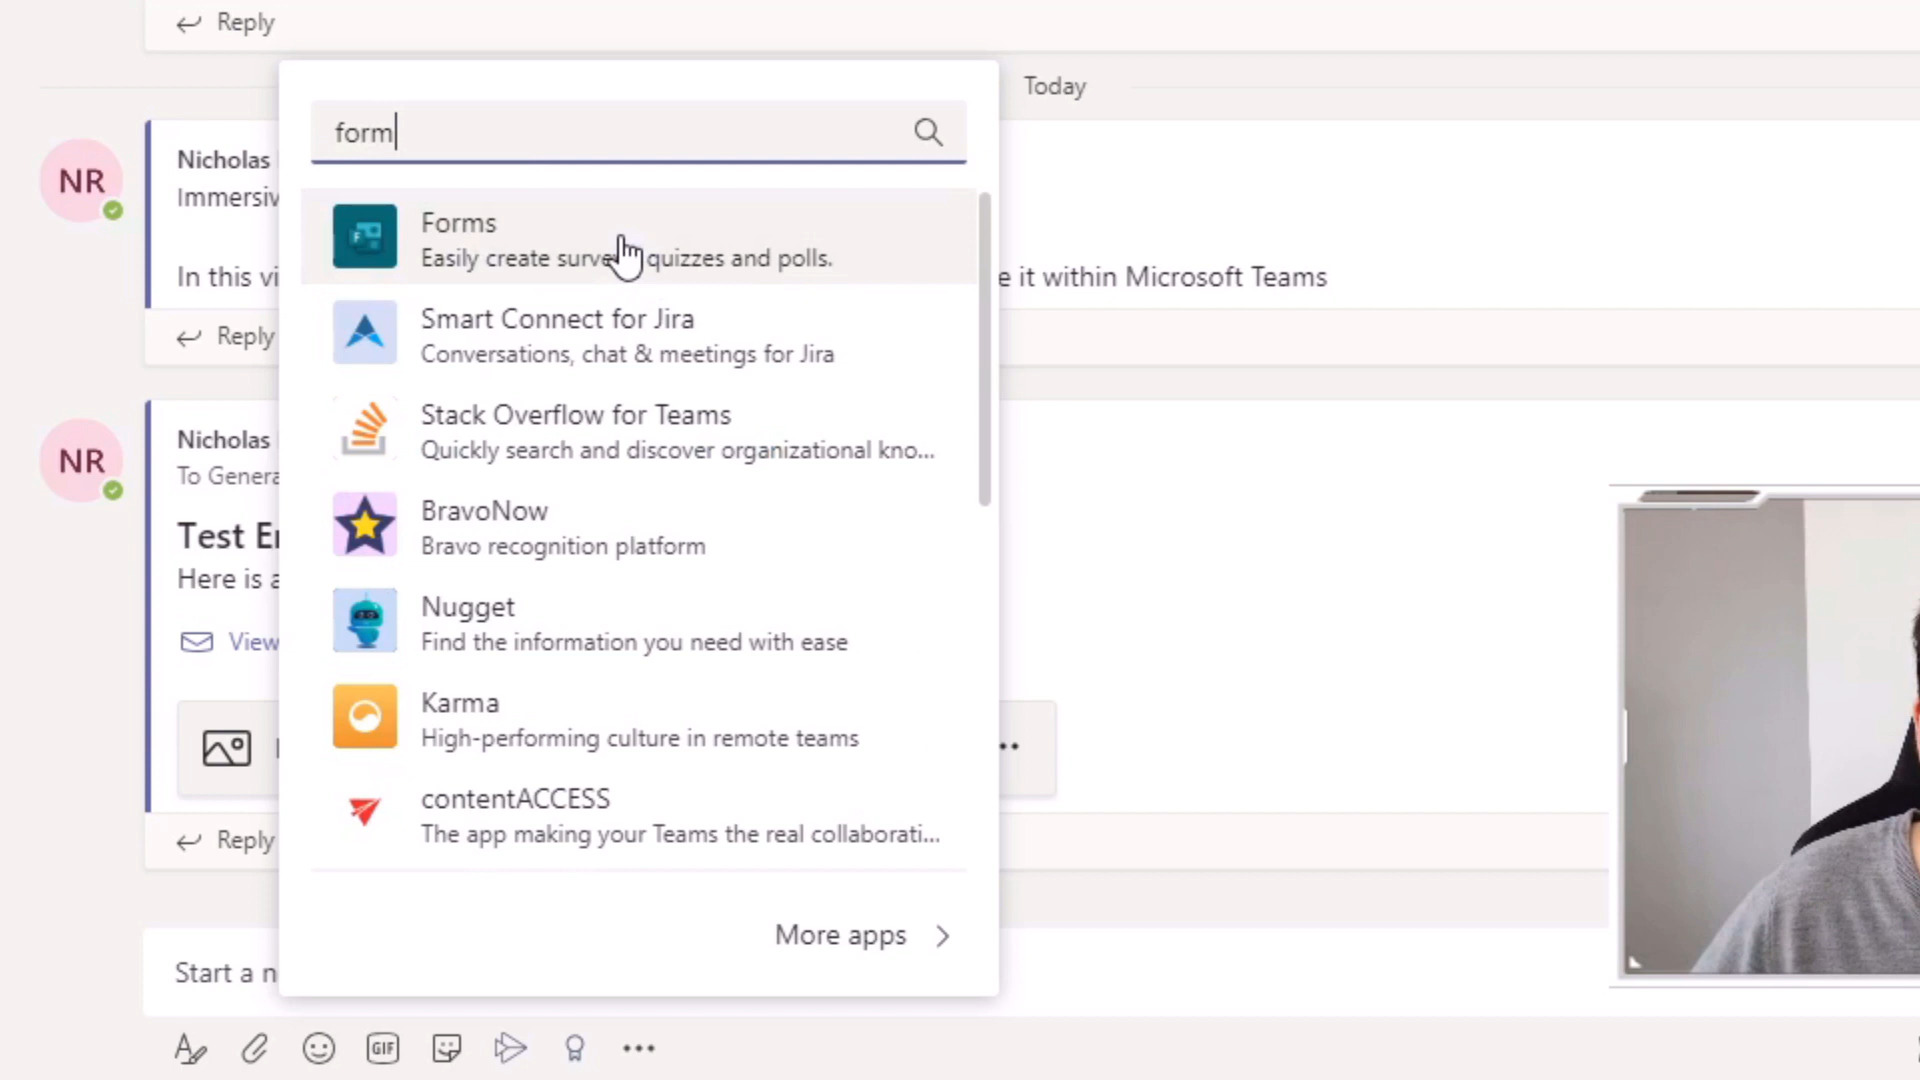 Reply
Today
form
NR
Nicholas
Immersiv
In this vi
e it within Microsoft Teams
Reply
F
Forms
Easily create surve quizzes and polls.
Smart Connect for Jira
Conversations, chat & meetings for Jira
Stack Overflow for Teams
Quickly search and discover organizational kno...
BravoNow
Bravo recognition platform
Nugget
Find the information you need with ease
Karma
High-performing culture in remote teams
contentACCESS
The app making your Teams the real collaborati...
More apps
NR
Nicholas
To Genera
Test E
Here is a
View
Reply
Start a n
GIF